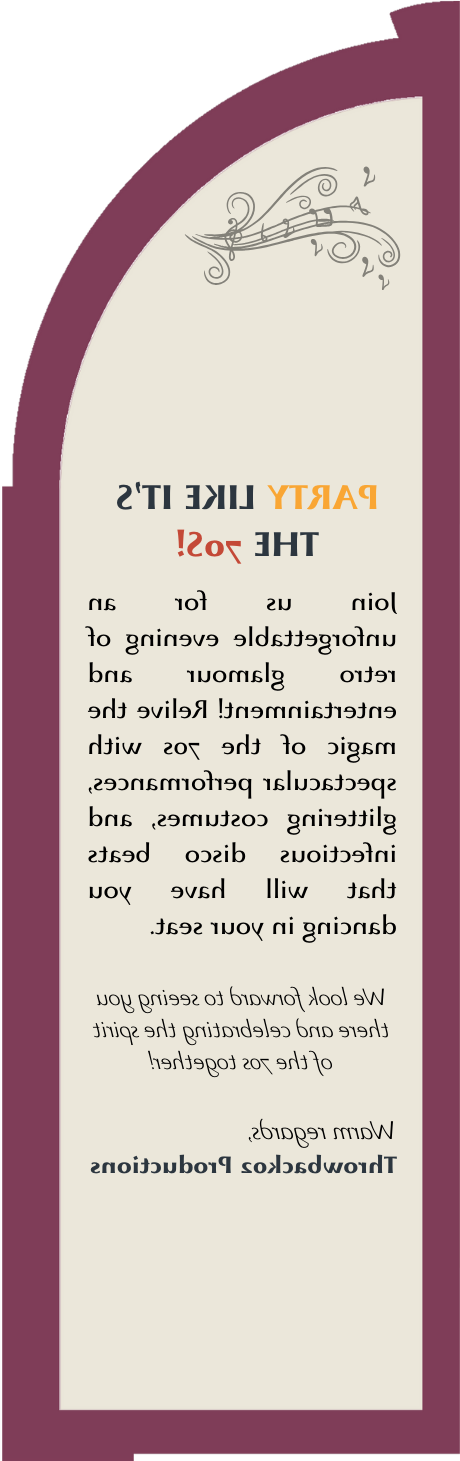 PARTY LIKE IT'S
THE 70S!
Join us for an
unforgettable evening of
retro glamour and
entertainment! Relive the
magic of the 70s with
spectacular performances,
glittering costumes, and
infectious disco beats
that will have you
dancing in your seat.
We look forward to seeing you
there and celebrating the spirit
of the 70s together!
Warm regards,
Throwback02 Productions